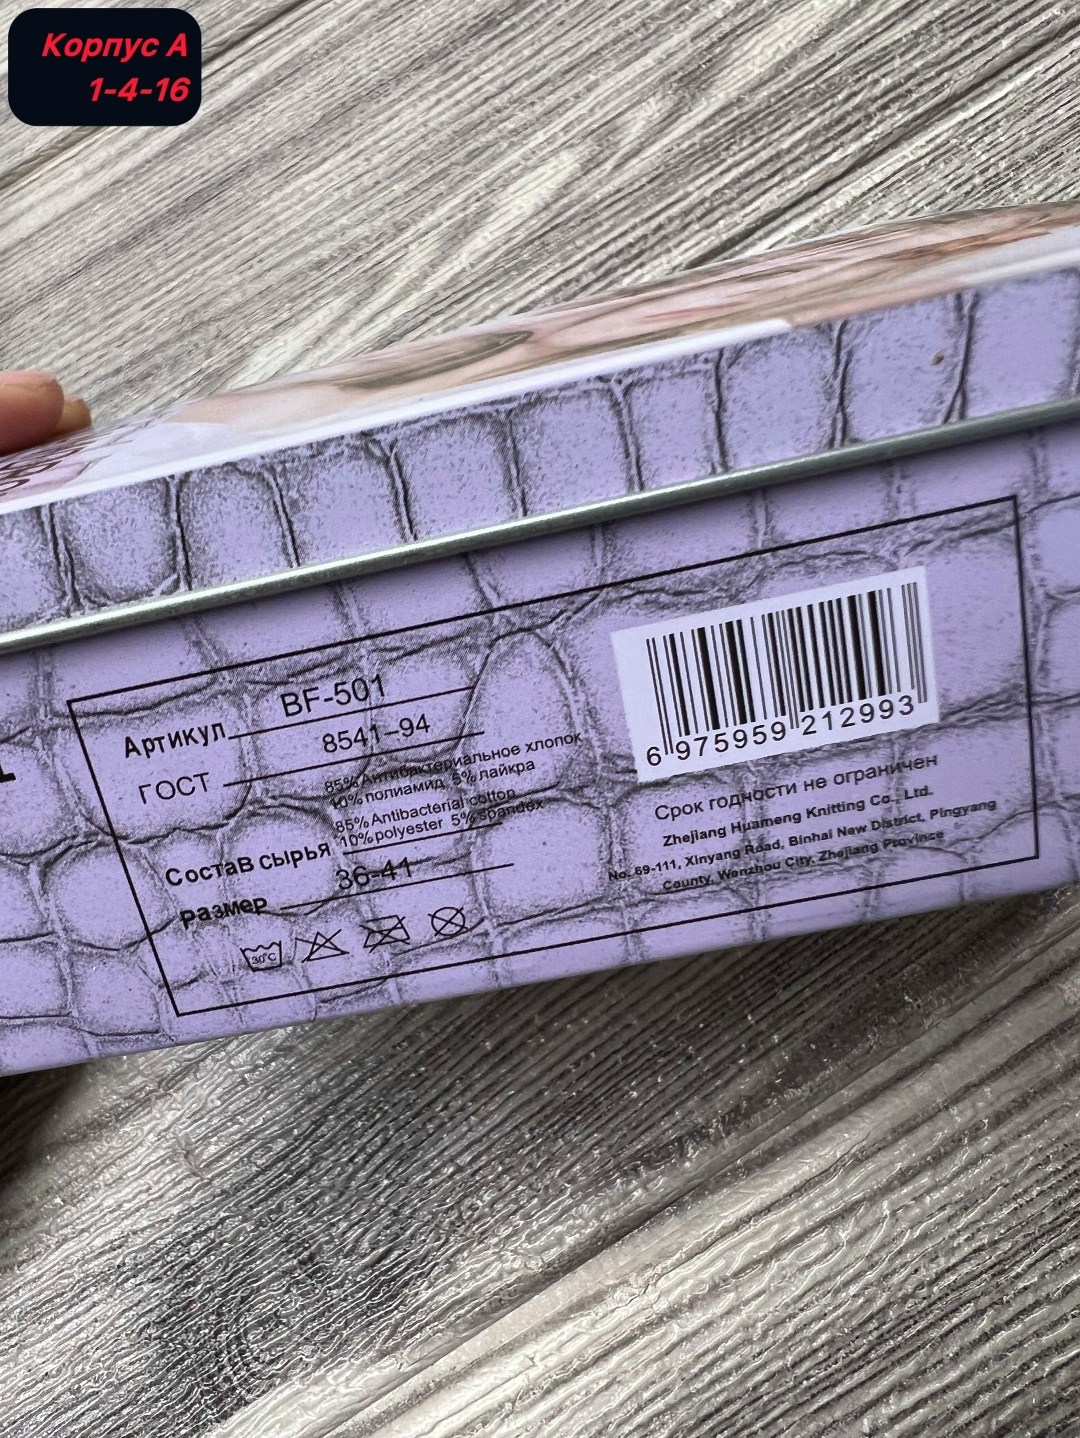 Корпус А
1-4-16
Артикул BF-501
ГОСТ 8541-94
85% Антибактериальное хлопок
10% полиамид 5% лайкра
85% Antibacterial cotton
10% polyester 5% spandex
Состав сырья
размер 36-41
30°C
6 975959 212993
Срок годности не ограничен
Zhejiang Huameng Knitting Co., Ltd.
No. 69-111, Xinyang Road, Binhai New District, Pingyang
County, Wenzhou City, Zhejiang Province